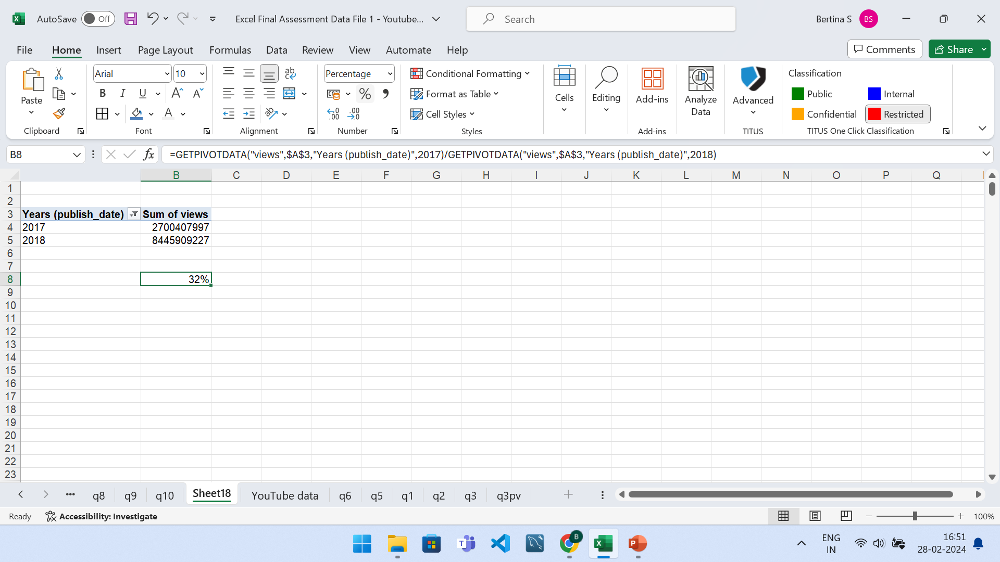 AutoSave Off Excel Final Assessment Data File 1 - Youtube... Search Bertina S BS
File Home Insert Page Layout Formulas Data Review View Automate Help Comments Share
Paste
Clipboard
Arial 10
B I U A A
A
Font
ab
Alignment
Percentage
% 9
Number
Conditional Formatting
Format as Table
Cell Styles
Styles
Cells
Editing
Add-ins
Add-ins
Analyze
Data
Advanced
TITUS
Classification
Public Internal
Confidential Restricted
TITUS One Click Classification
B8 fx =GETPIVOTDATA("views",$A$3,"Years (publish_date)",2017)/GETPIVOTDATA("views",$A$3,"Years (publish_date)",2018)
B C D E F G H I J K L M N O P Q
1
2
3 Years (publish_date) Sum of views
4 2017 2700407997
5 2018 8445909227
6
7
8 32%
9
10
11
12
13
14
15
16
17
18
19
20
21
22
23
... q8 q9 q10 Sheet18 YouTube data q6 q5 q1 q2 q3 q3pv
Ready Accessibility: Investigate 100%
ENG
IN
16:51
28-02-2024